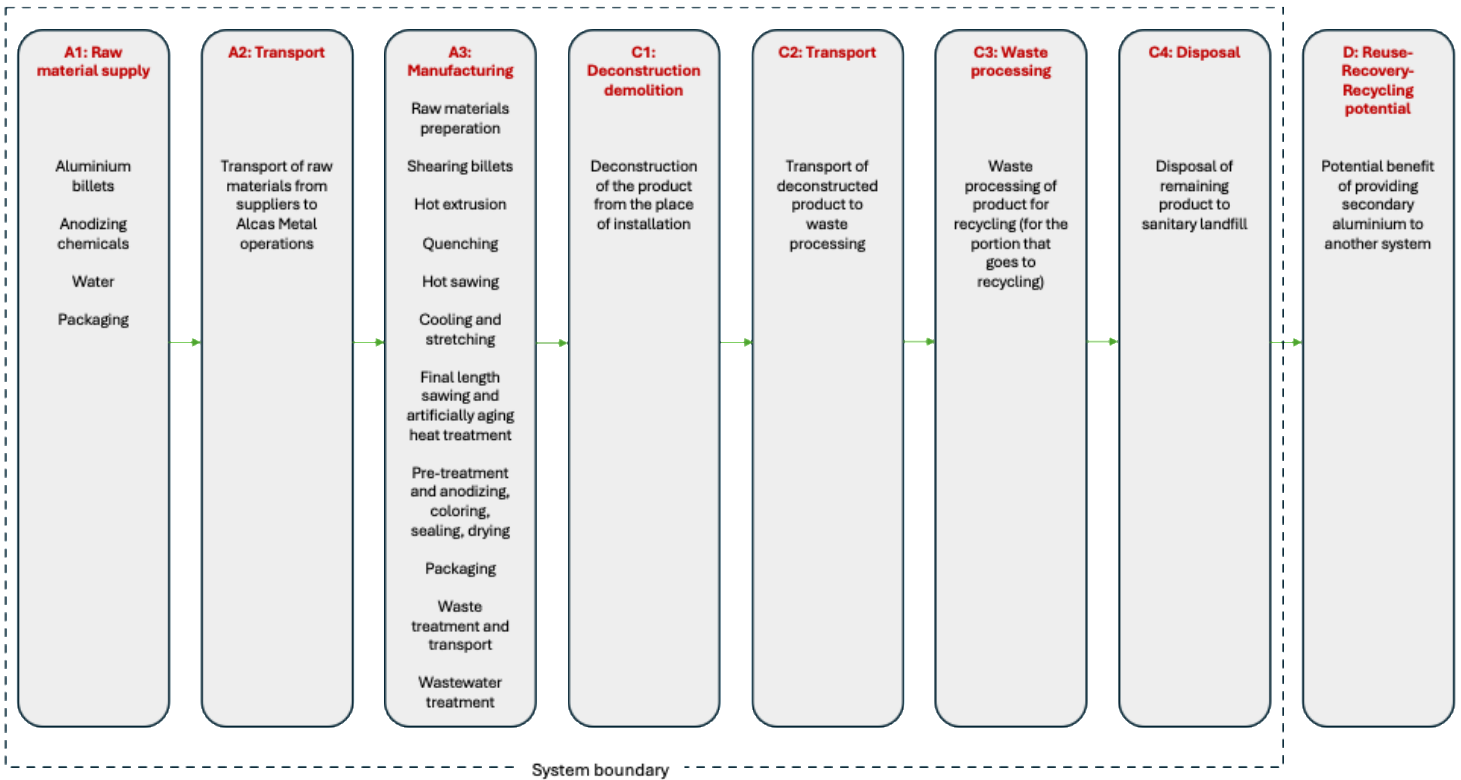 A1: Raw
material supply
Aluminium
billets
Anodizing
chemicals
Water
Packaging
A2: Transport
Transport of raw
materials from
suppliers to
Alcas Metal
operations
A3:
Manufacturing
Raw materials
preperation
Shearing billets
Hot extrusion
Quenching
Hot sawing
Cooling and
stretching
Final length
sawing and
artificially aging
heat treatment
Pre-treatment
and anodizing,
coloring,
sealing, drying
Packaging
Waste
treatment and
transport
Wastewater
treatment
C1:
Deconstruction
demolition
Deconstruction
of the product
from the place
of installation
C2: Transport
Transport of
deconstructed
product to
waste
processing
C3: Waste
processing
Waste
processing of
product for
recycling (for the
portion that
goes to
recycling)
C4: Disposal
Disposal of
remaining
product to
sanitary landfill
D: Reuse-
Recovery-
Recycling
potential
Potential benefit
of providing
secondary
aluminium to
another system
System boundary